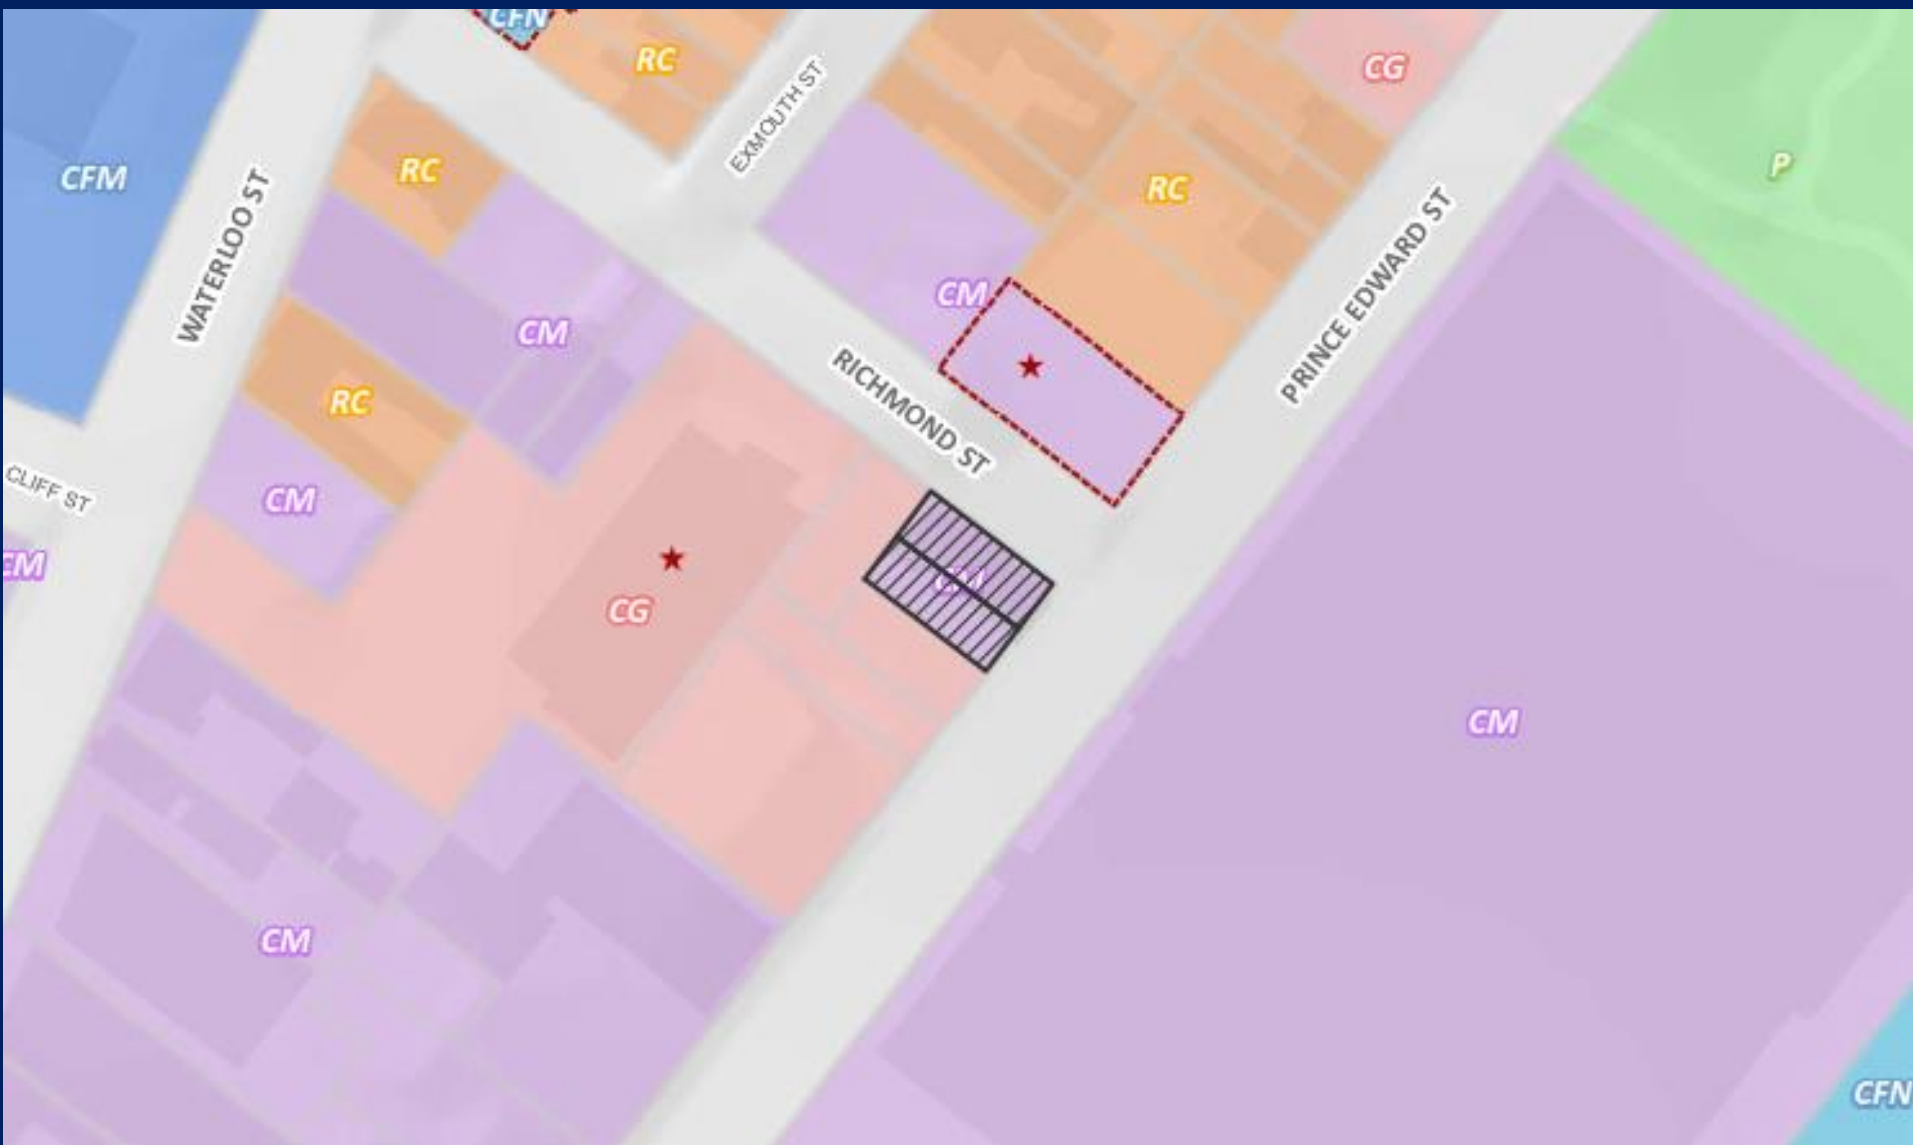 CFN
RC
CG
EXMOUTH ST
RC
CFM
P
RC
WATERLOO ST
PRINCE EDWARD ST
CM
CM
RC
RICHMOND ST
CLIFF ST
CM
CM
CM
CG
CM
CM
CFN